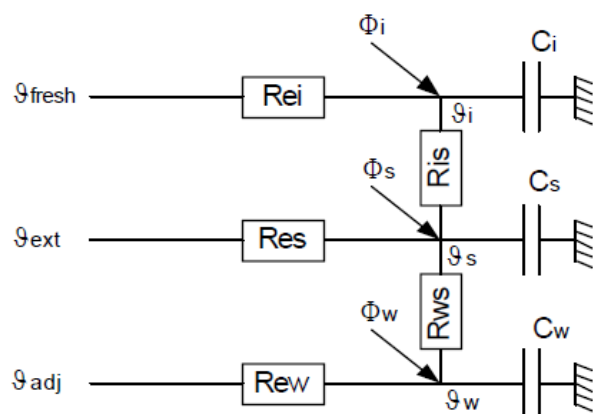 Φi
Ci
ϑfresh
Rei
ϑi
Ris
Φs
Cs
ϑext
Res
ϑs
Rws
Φw
Cw
ϑadj
Rew
ϑw